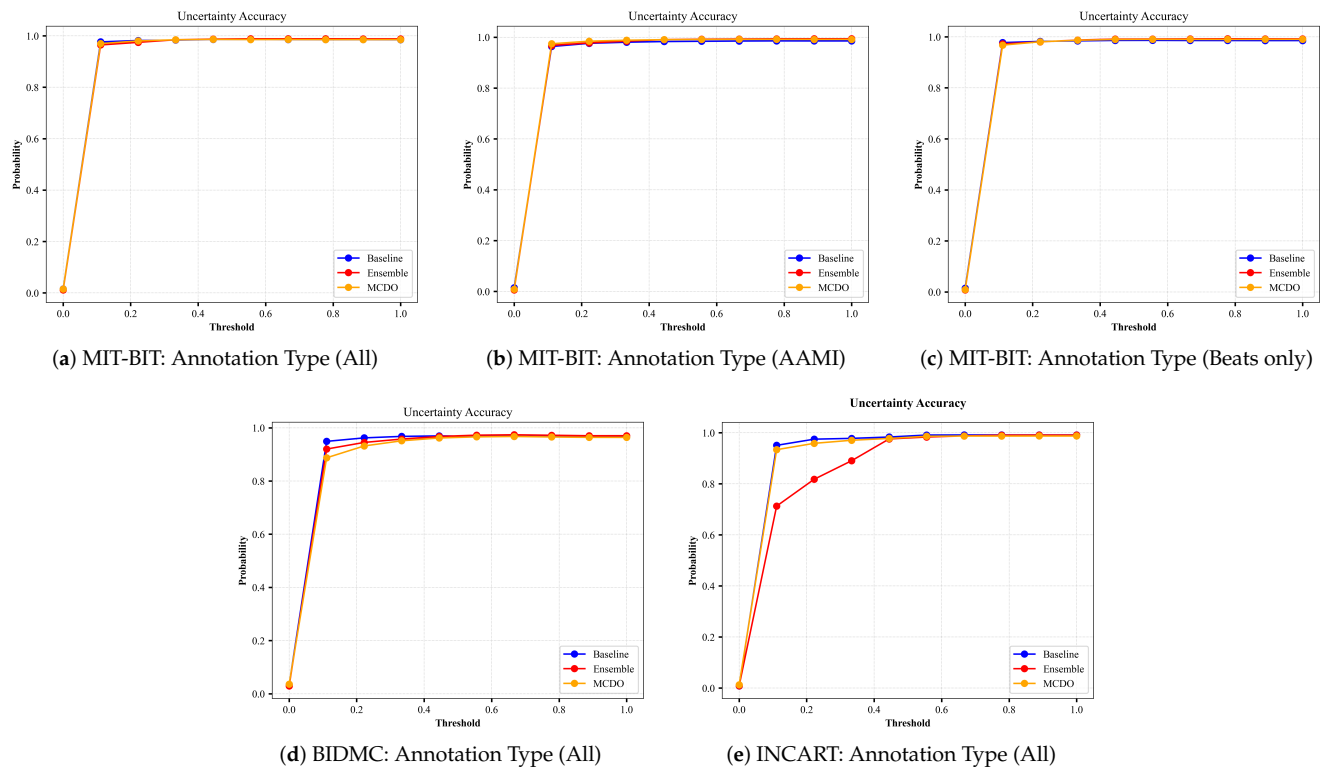 Uncertainty Accuracy
1.0
0.8
0.6
0.4
0.2
0.0
Probability
0.0 0.2 0.4 0.6 0.8 1.0
Threshold
Baseline
Ensemble
MCDO
(a) MIT-BIT: Annotation Type (All)
Uncertainty Accuracy
1.0
0.8
0.6
0.4
0.2
0.0
Probability
0.0 0.2 0.4 0.6 0.8 1.0
Threshold
Baseline
Ensemble
MCDO
(b) MIT-BIT: Annotation Type (AAMI)
Uncertainty Accuracy
1.0
0.8
0.6
0.4
0.2
0.0
Probability
0.0 0.2 0.4 0.6 0.8 1.0
Threshold
Baseline
Ensemble
MCDO
(c) MIT-BIT: Annotation Type (Beats only)
Uncertainty Accuracy
1.0
0.8
0.6
0.4
0.2
0.0
Probability
0.0 0.2 0.4 0.6 0.8 1.0
Threshold
Baseline
Ensemble
MCDO
(d) BIDMC: Annotation Type (All)
Uncertainty Accuracy
1.0
0.8
0.6
0.4
0.2
0.0
Probability
0.0 0.2 0.4 0.6 0.8 1.0
Threshold
Baseline
Ensemble
MCDO
(e) INCART: Annotation Type (All)